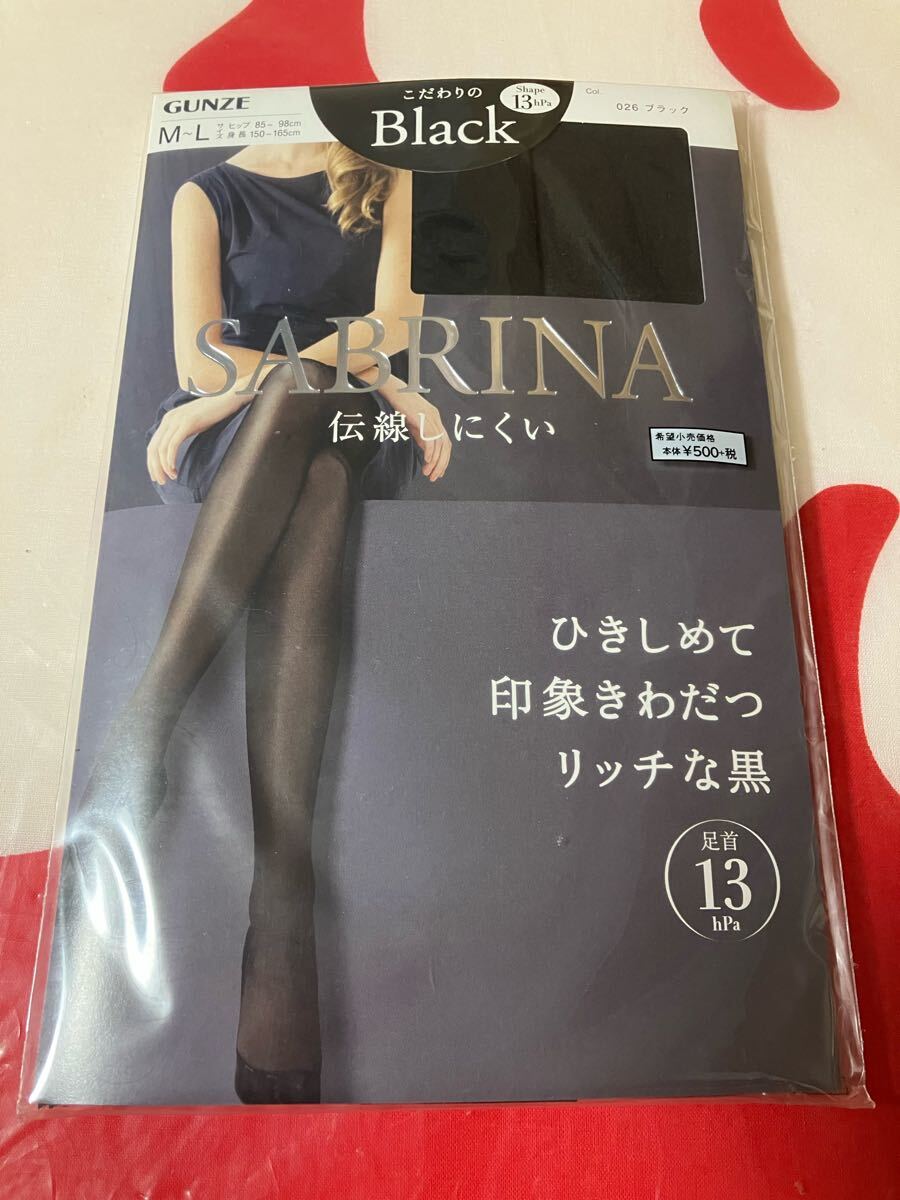 GUNZE
M~L サイズ ヒップ 85~98cm
身長 150~165cm
こだわりの
Black
Shape
13hPa
Col.
026 ブラック
SABRINA
伝線しにくい
希望小売価格
本体¥500+税
ひきしめて
印象きわだつ
リッチな黒
足首
13
hPa